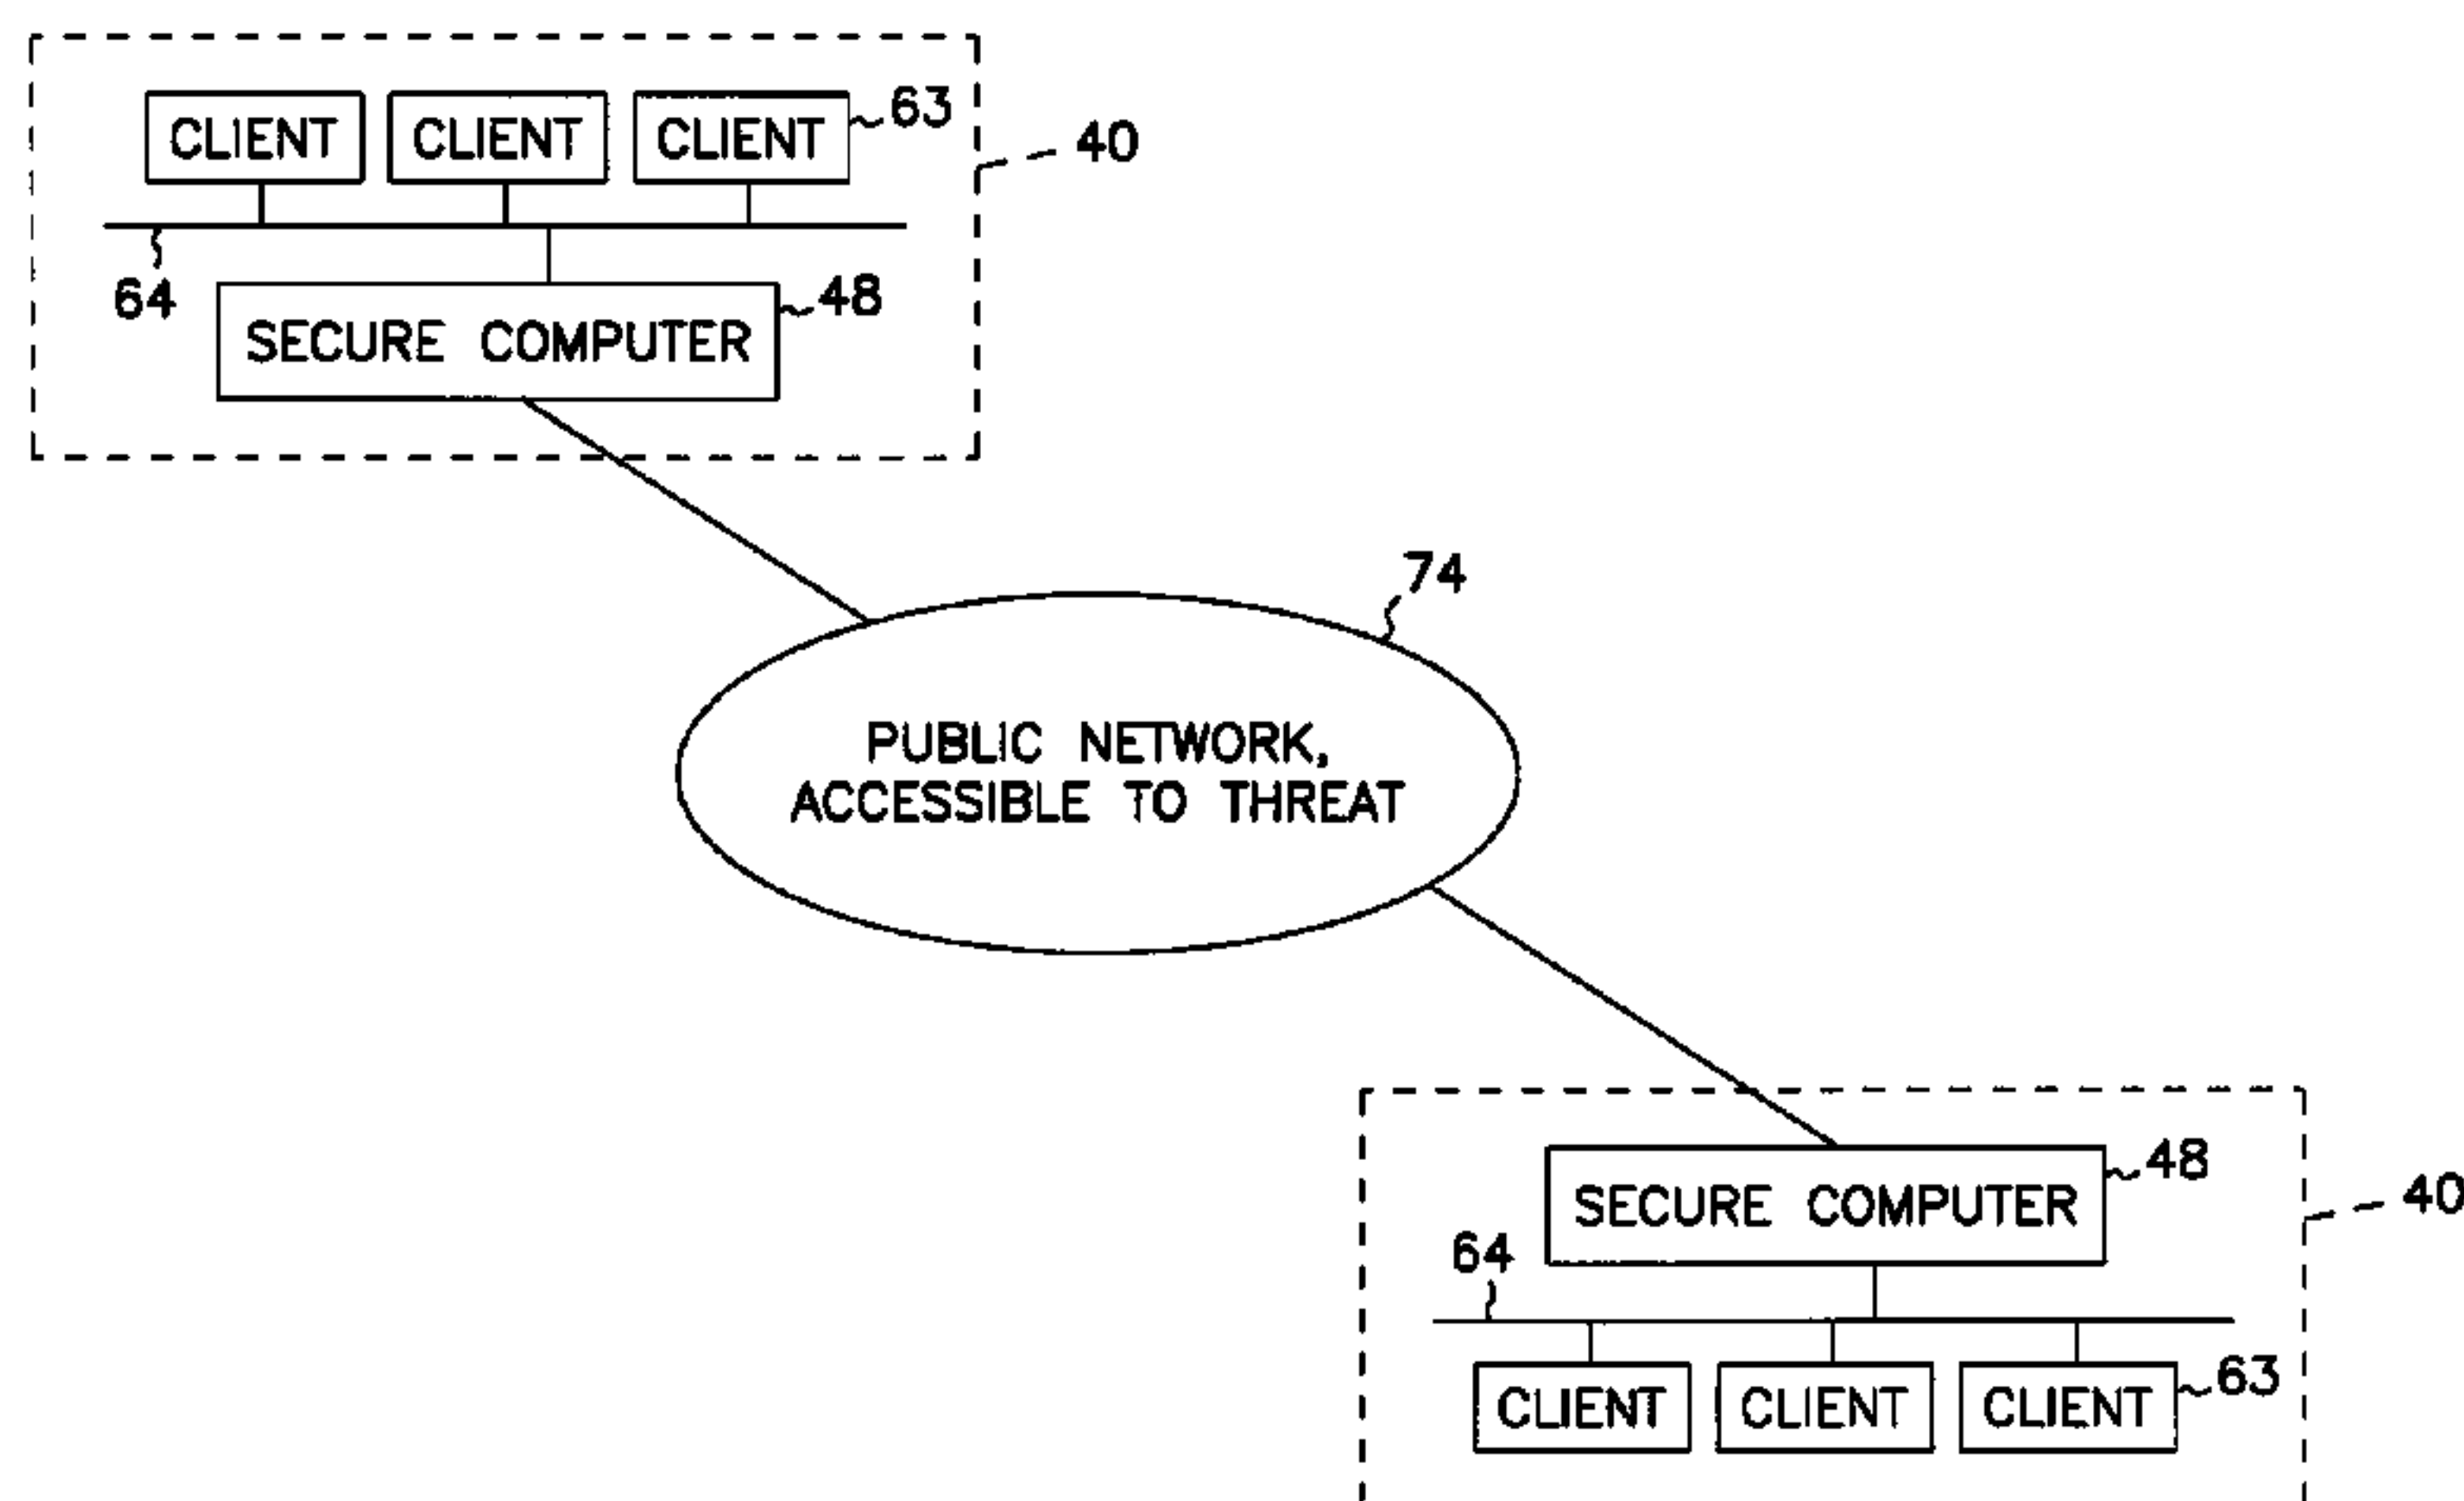 CLIENT CLIENT CLIENT 63
40
64
48
SECURE COMPUTER
74
PUBLIC NETWORK,
ACCESSIBLE TO THREAT
48
SECURE COMPUTER
40
64
CLIENT CLIENT CLIENT 63